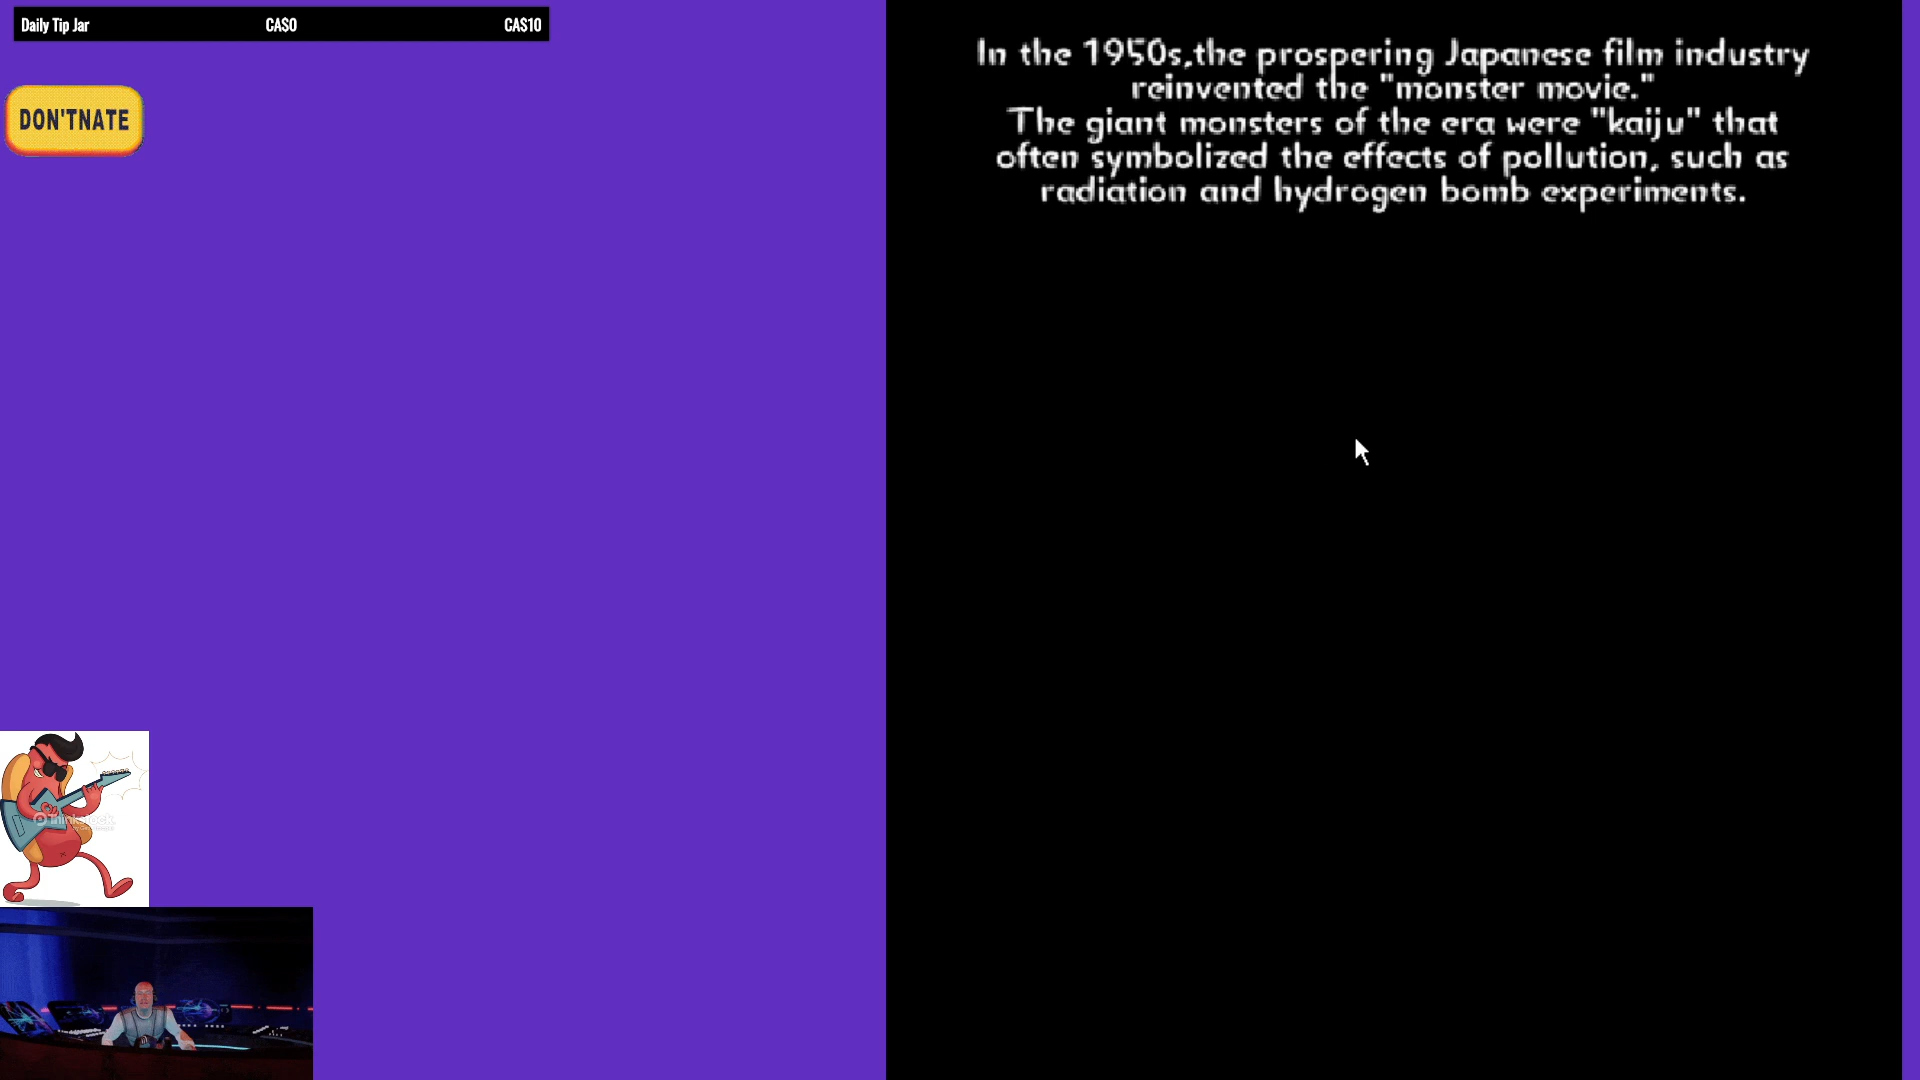 Daily Tip Jar CA$0 CA$10
DON'TNATE
In the 1950s,the prospering Japanese film industry
reinvented the "monster movie."
The giant monsters of the era were "kaiju" that
often symbolized the effects of pollution, such as
radiation and hydrogen bomb experiments.
Thinkstock